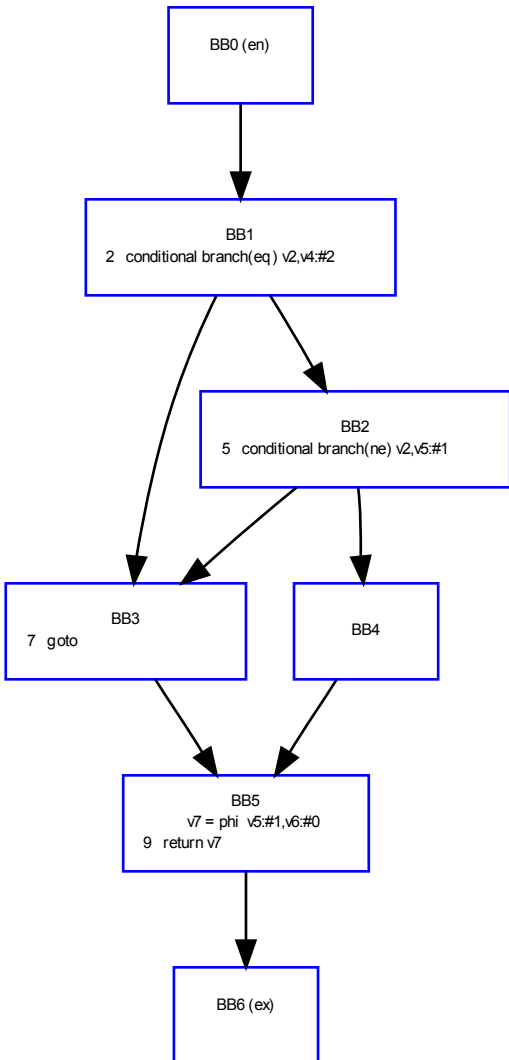 BB0 (en)
BB1
2 conditional branch(eq) v2,v4:#2
BB2
5 conditional branch(ne) v2,v5:#1
BB3
7 goto
BB4
BB5
v7 = phi v5:#1,v6:#0
9 return v7
BB6 (ex)